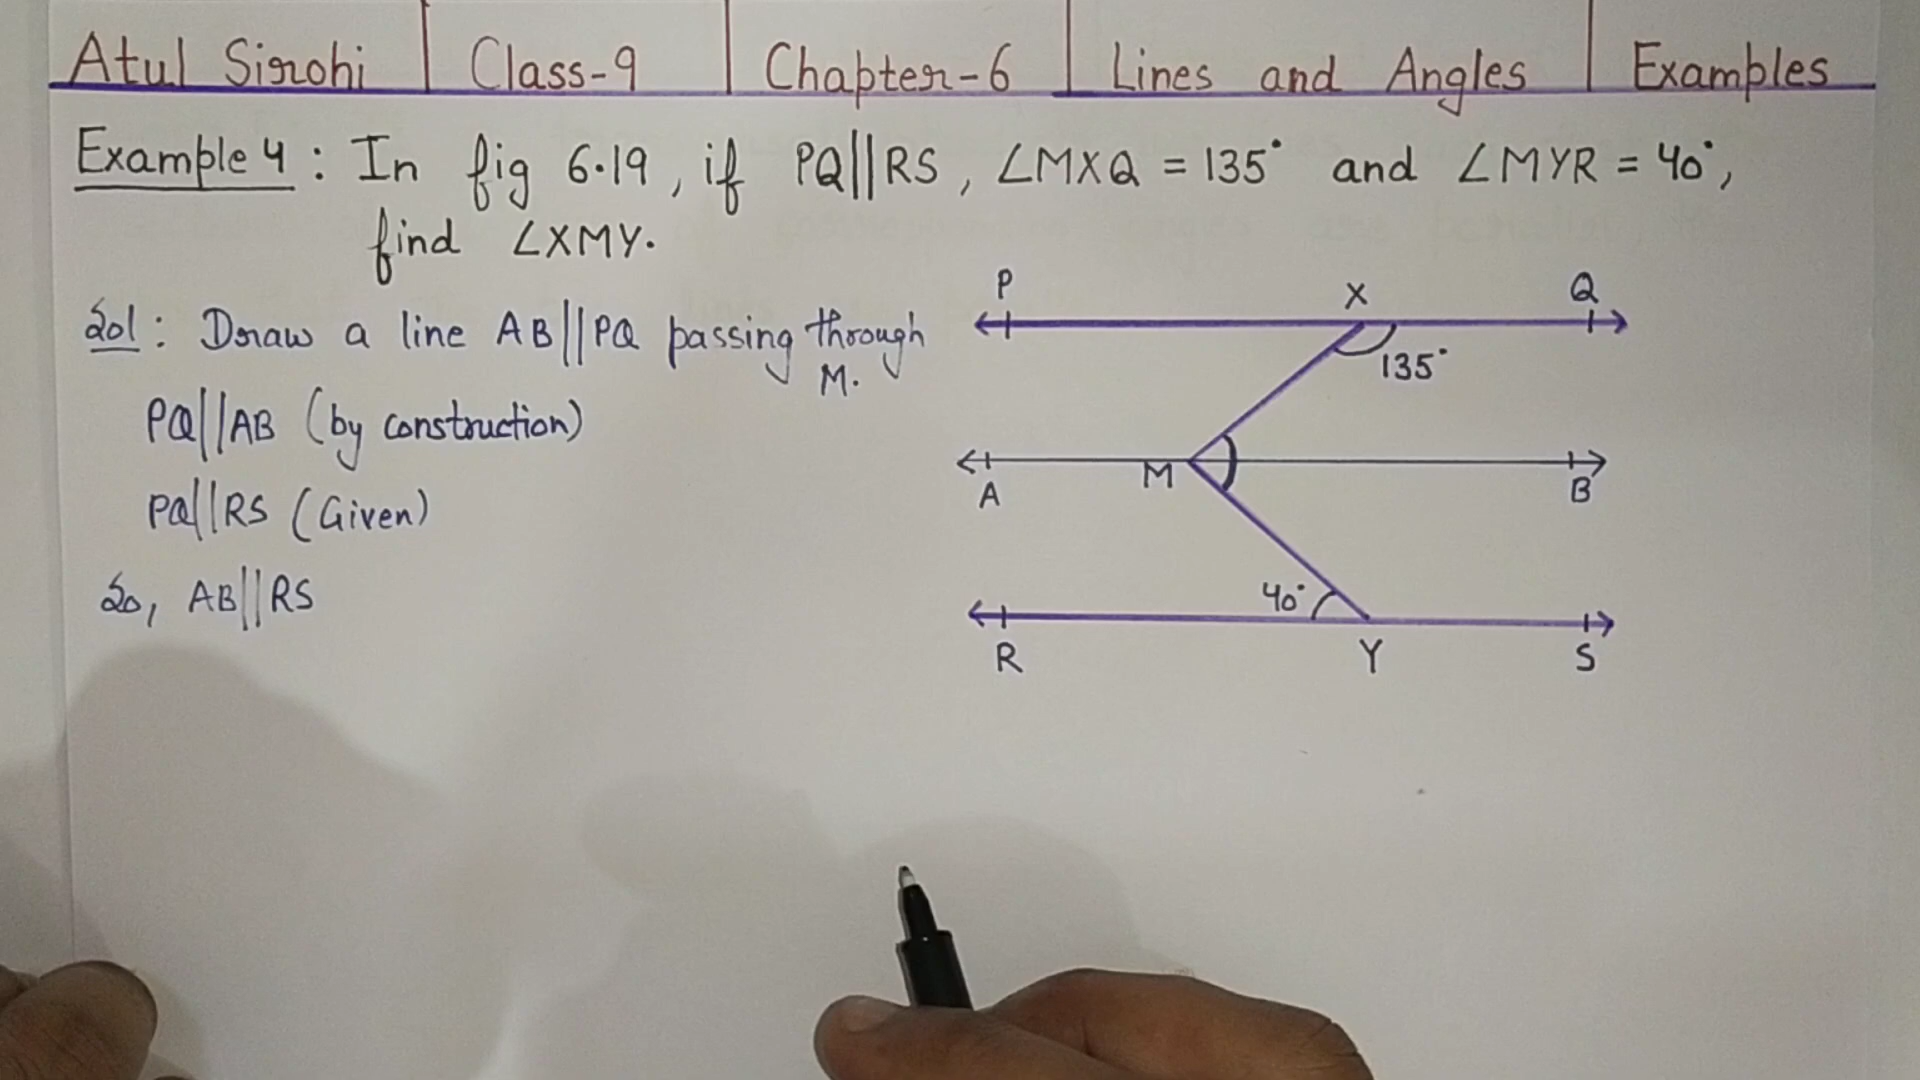 Atul Sirohi | Class-9 | Chapter-6 | Lines and Angles | Examples
Example 4 : In fig 6.19, if PQ||RS, ∠MXQ = 135° and ∠MYR = 40°,
find ∠XMY.
Sol : Draw a line AB||PQ passing through
M.
PQ||AB (by construction)
PQ||RS (Given)
So, AB||RS
P X Q
135°
A M B
40°
R Y S